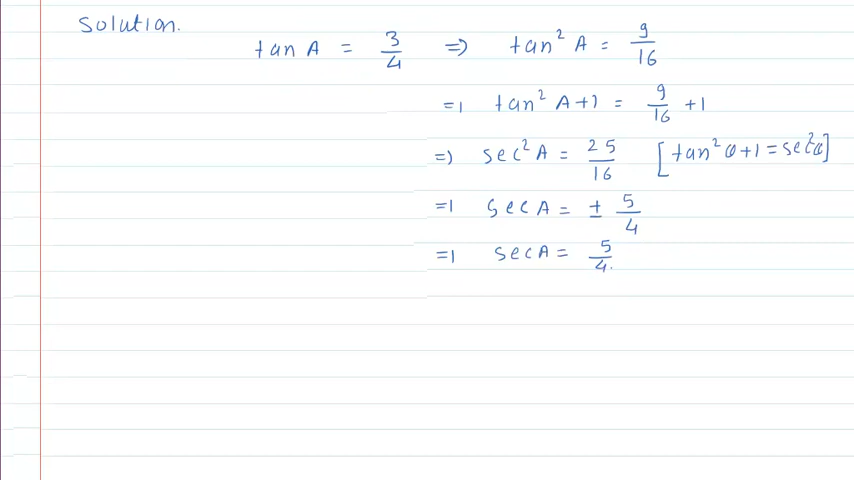 Solution.
tan A = 3/4 => tan² A = 9/16
=> tan² A + 1 = 9/16 + 1
=> sec² A = 25/16 [tan² θ + 1 = sec² θ]
=> sec A = ± 5/4
=> sec A = 5/4.